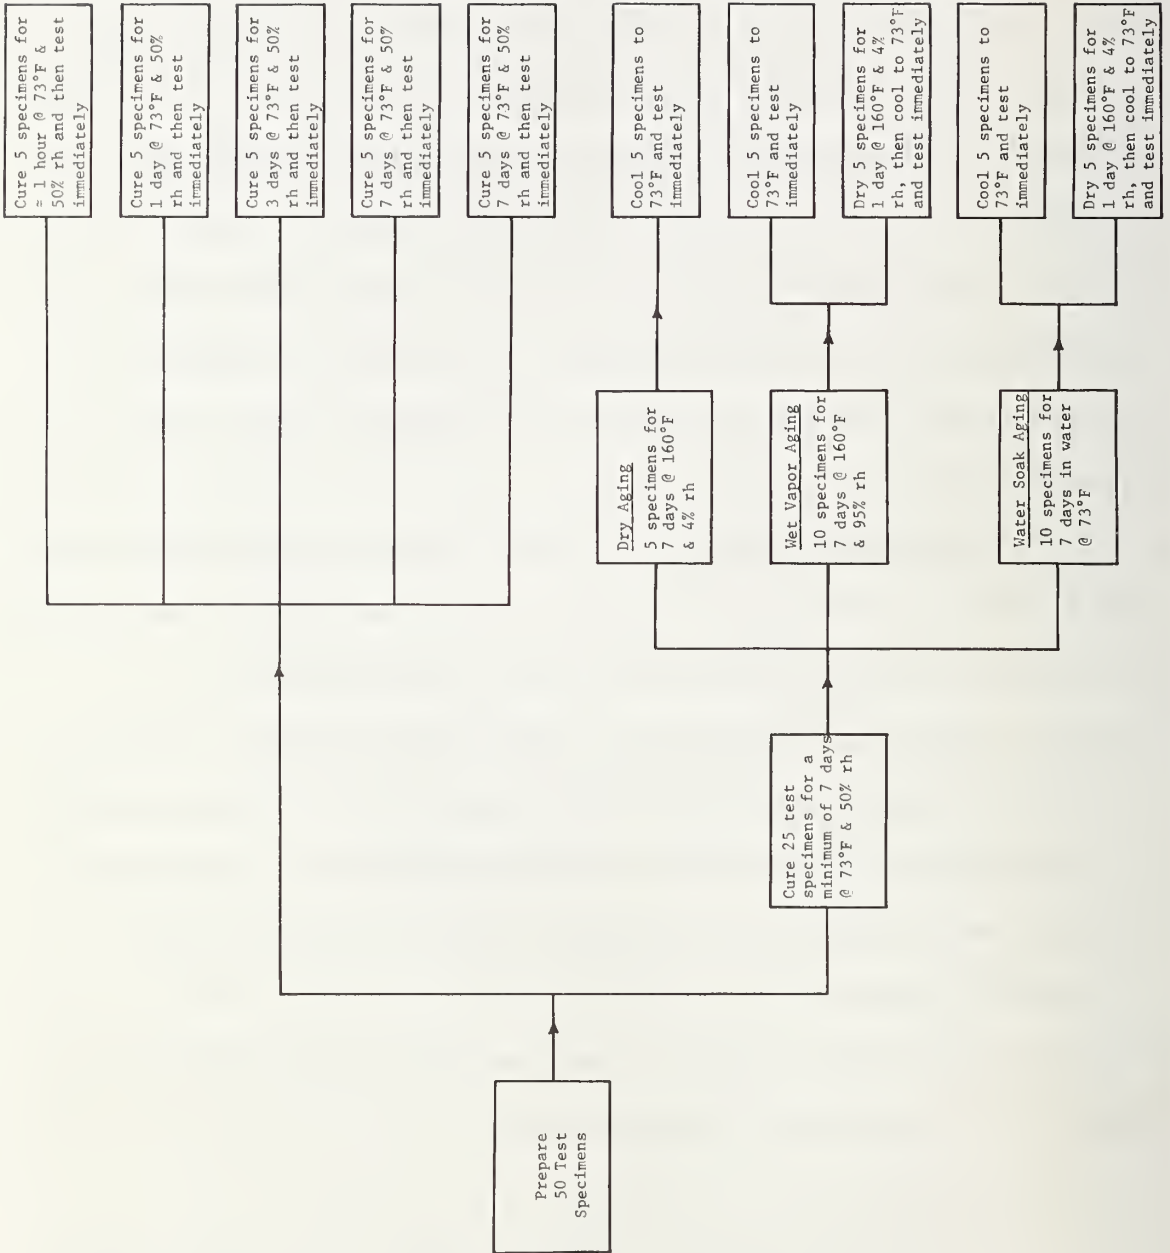 Prepare
50 Test
Specimens
Cure 5 specimens for
≈ 1 hour @ 73°F &
50% rh and then test
immediately
Cure 5 specimens for
1 day @ 73°F & 50%
rh and then test
immediately
Cure 5 specimens for
3 days @ 73°F & 50%
rh and then test
immediately
Cure 5 specimens for
7 days @ 73°F & 50%
rh and then test
immediately
Cure 5 specimens for
7 days @ 73°F & 50%
rh and then test
immediately
Cure 25 test
specimens for a
minimum of 7 days
@ 73°F & 50% rh
Dry Aging
5 specimens for
7 days @ 160°F
& 4% rh
Cool 5 specimens to
73°F and test
immediately
Wet Vapor Aging
10 specimens for
7 days @ 160°F
& 95% rh
Cool 5 specimens to
73°F and test
immediately
Dry 5 specimens for
1 day @ 160°F & 4%
rh, then cool to 73°F
and test immediately
Water Soak Aging
10 specimens for
7 days in water
@ 73°F
Cool 5 specimens to
73°F and test
immediately
Dry 5 specimens for
1 day @ 160°F & 4%
rh, then cool to 73°F
and test immediately